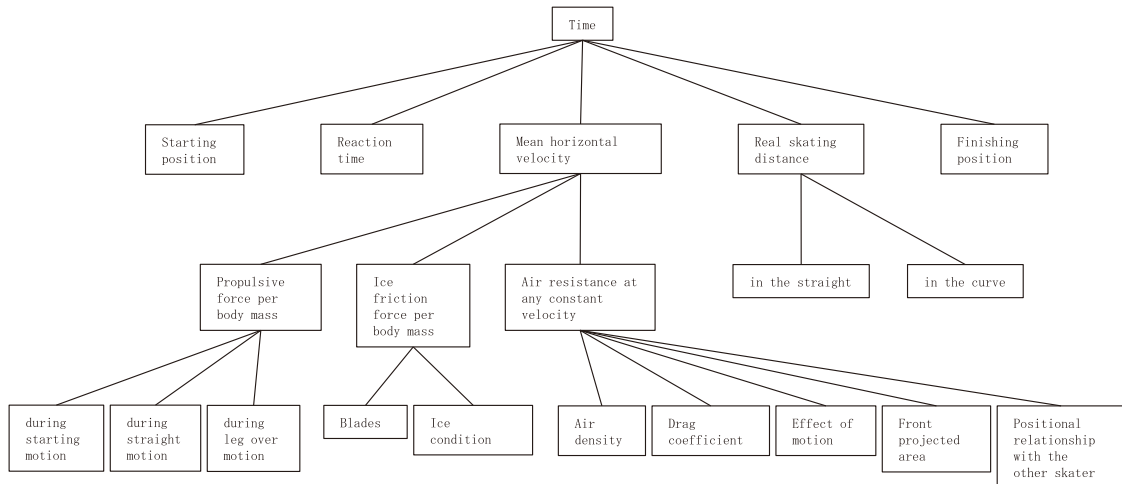 Time
Starting
position
Reaction
time
Mean horizontal
velocity
Real skating
distance
Finishing
position
Propulsive
force per
body mass
Ice
friction
force per
body mass
Air resistance at
any constant
velocity
in the straight
in the curve
during
starting
motion
during
straight
motion
during
leg over
motion
Blades
Ice
condition
Air
density
Drag
coefficient
Effect of
motion
Front
projected
area
Positional
relationship
with the
other skater